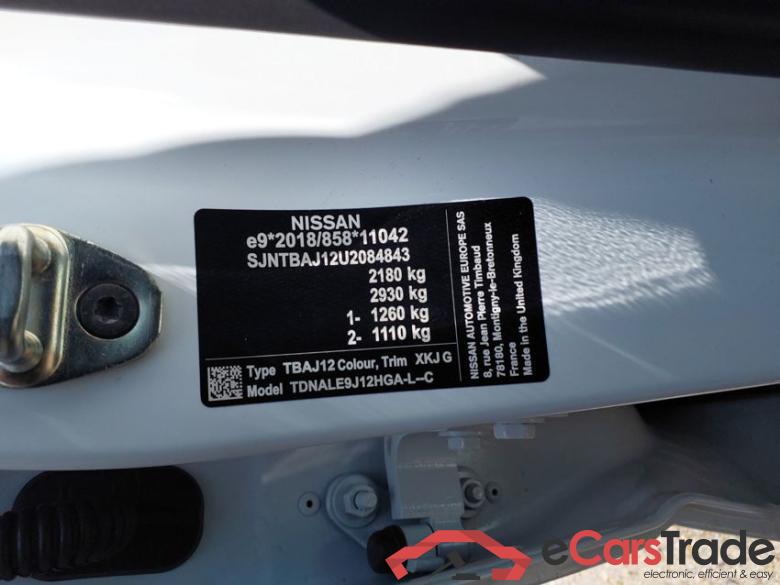 NISSAN
e9*2018/858*11042
SJNTBAJ12U2084843
2180 kg
2930 kg
1- 1260 kg
2- 1110 kg
Type TBAJ12 Colour, Trim XKJ G
Model TDNALE9J12HGA-L--C
NISSAN AUTOMOTIVE EUROPE SAS
8, rue Jean Pierre Timbaud
78180, Montigny-le-Bretonneux
France
Made in the United Kingdom
eCarsTrade
electronic, efficient & easy